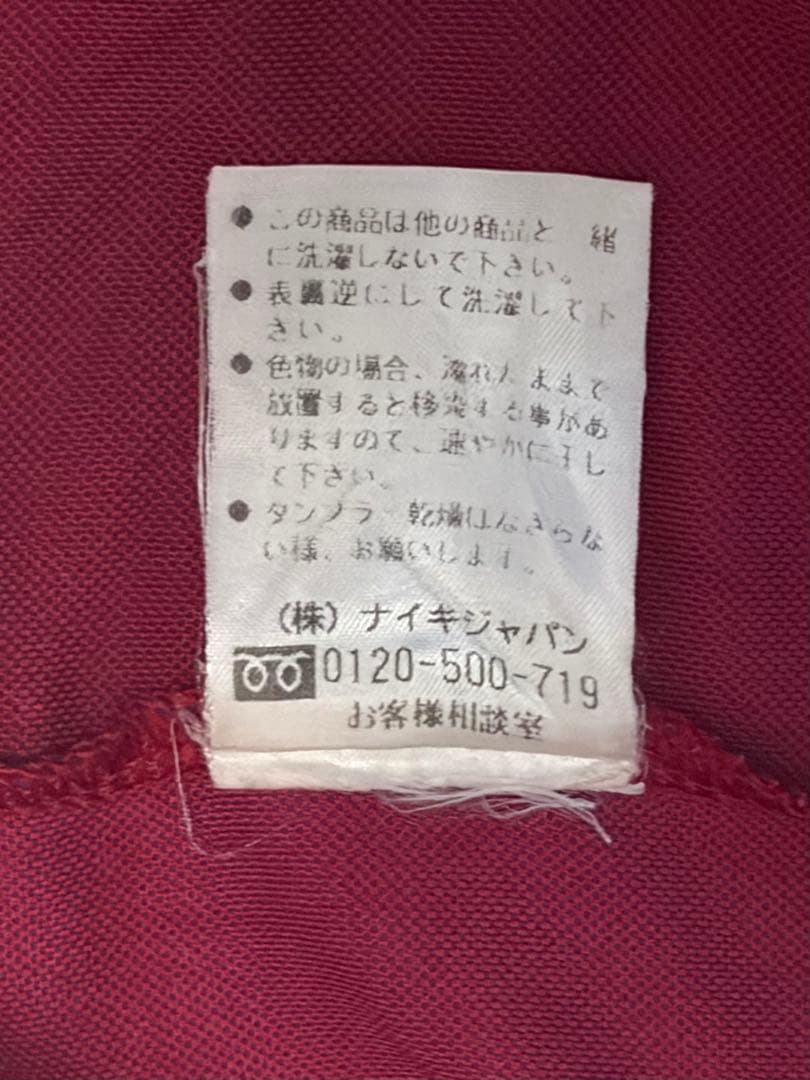 ● この商品は他の商品と 緒
に洗濯しないで下さい。
● 表裏逆にして洗濯して下
さい。
● 色物の場合、濡れたままで
放置すると移染する事があ
りますので、速やかに干し
て下さい。
● タンブラー乾燥はなさらな
い様、お願いします。
(株) ナイキジャパン
0120-500-719
お客様相談室